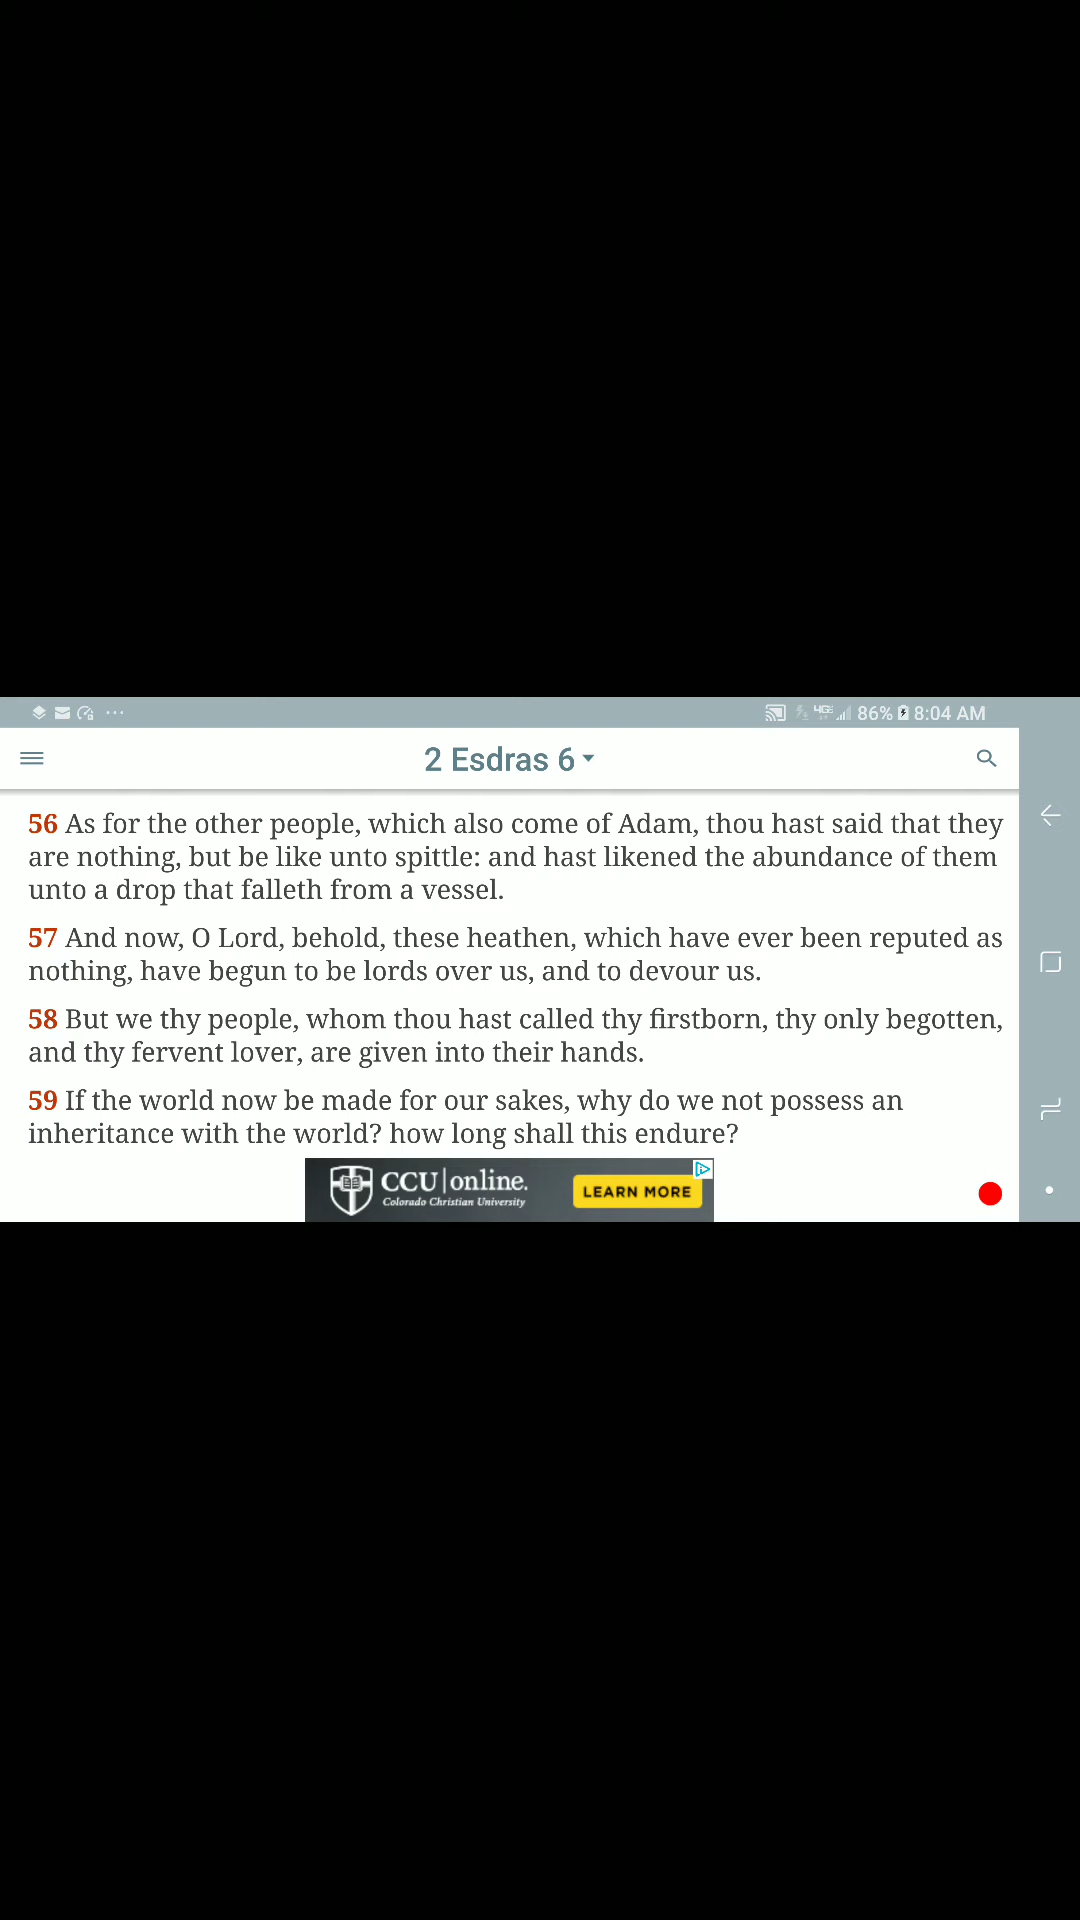 86% 8:04 AM
2 Esdras 6
56 As for the other people, which also come of Adam, thou hast said that they
are nothing, but be like unto spittle: and hast likened the abundance of them
unto a drop that falleth from a vessel.
57 And now, O Lord, behold, these heathen, which have ever been reputed as
nothing, have begun to be lords over us, and to devour us.
58 But we thy people, whom thou hast called thy firstborn, thy only begotten,
and thy fervent lover, are given into their hands.
59 If the world now be made for our sakes, why do we not possess an
inheritance with the world? how long shall this endure?
CCU online.
Colorado Christian University
LEARN MORE